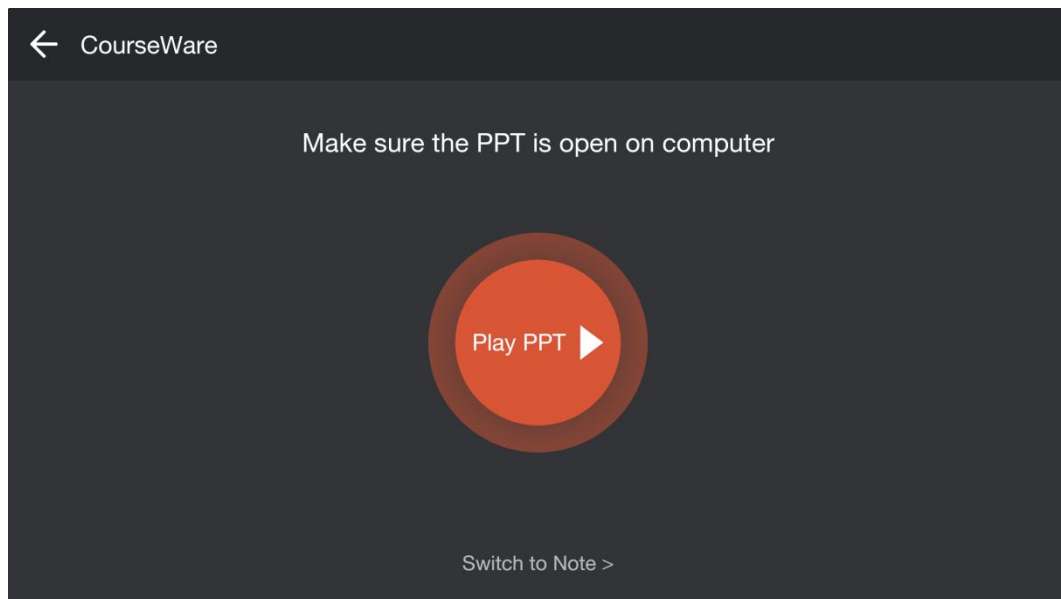 CourseWare
Make sure the PPT is open on computer
Play PPT
Switch to Note >